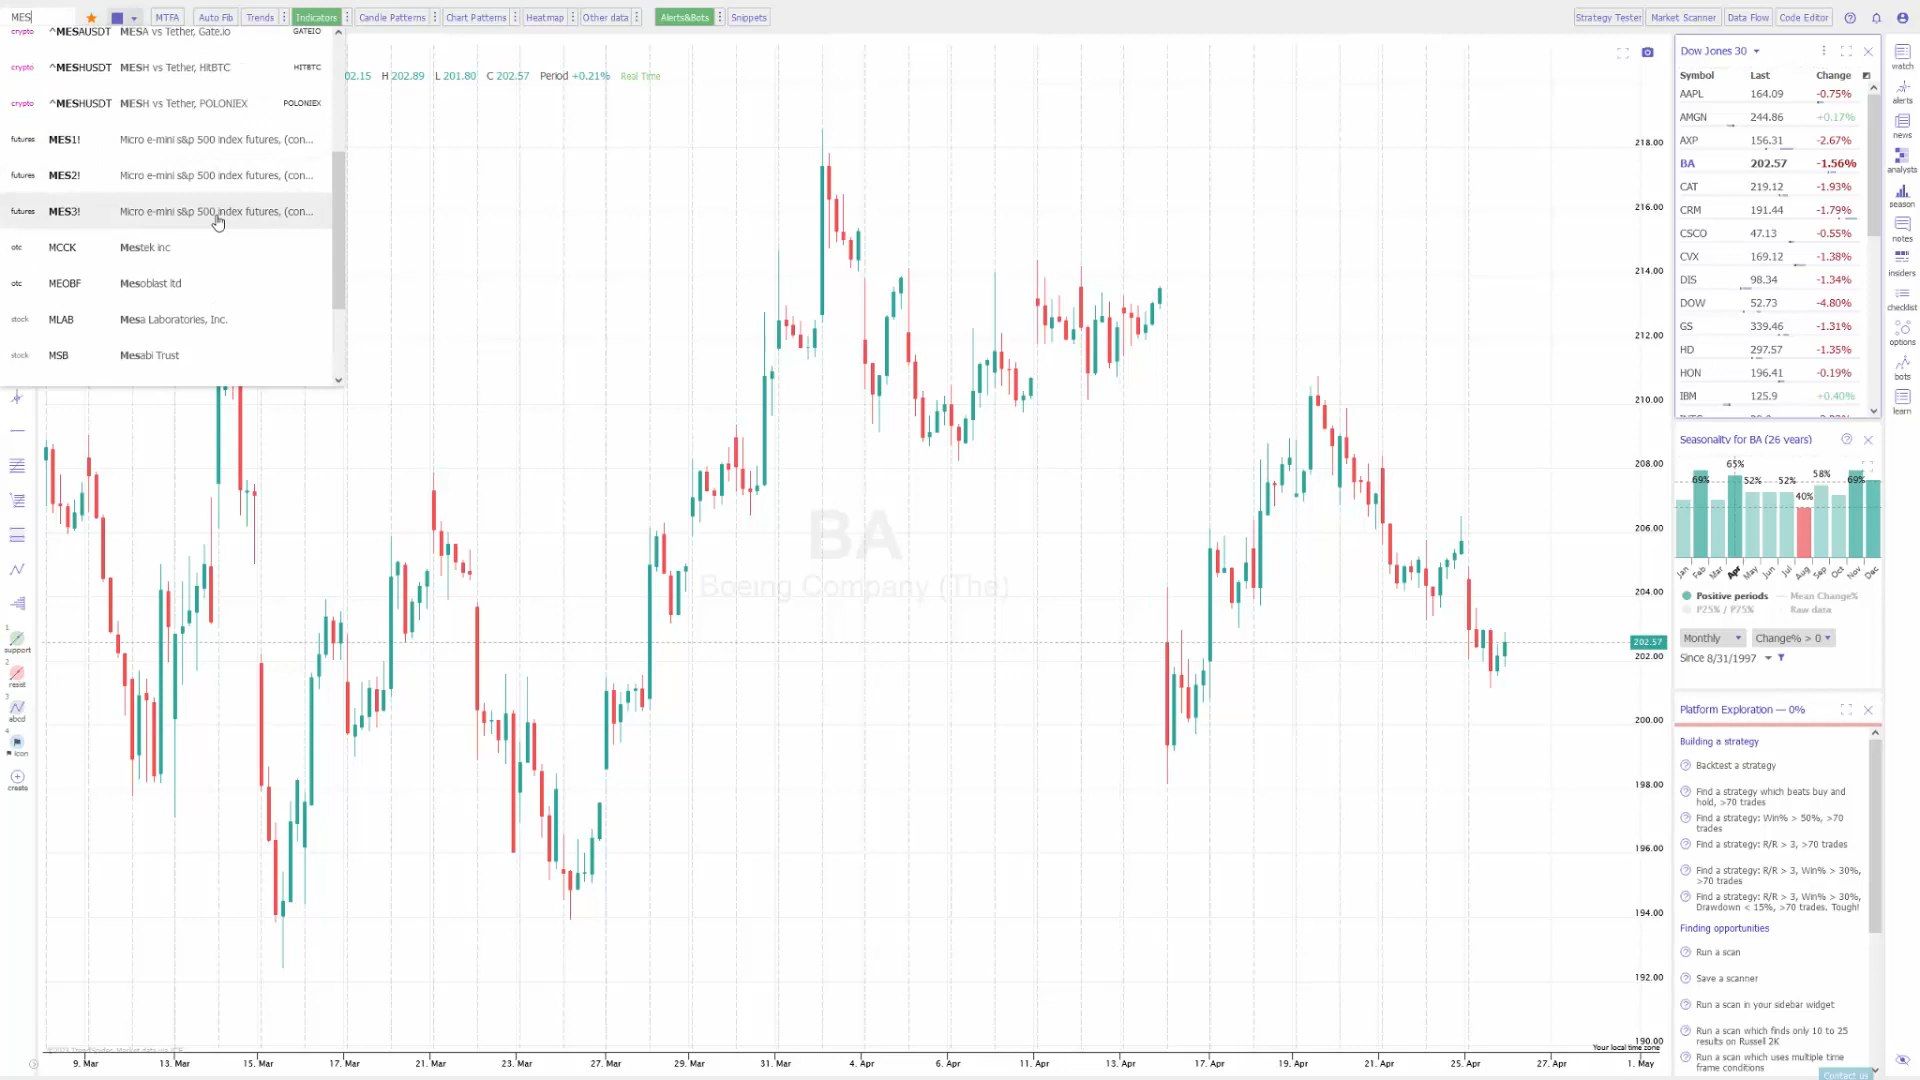 MES
MTFA
Auto Fib
Trends
Indicators
Candle Patterns
Chart Patterns
Heatmap
Other data
Alerts&Bots
Snippets
Strategy Tester
Market Scanner
Data Flow
Code Editor
crypto ^MESAUSDT MESA vs Tether, Gate.io GATEIO
crypto ^MESHUSDT MESH vs Tether, HitBTC HITBTC
crypto ^MESHUSDT MESH vs Tether, POLONIEX POLONIEX
futures MES1! Micro e-mini s&p 500 index futures, (con...
futures MES2! Micro e-mini s&p 500 index futures, (con...
futures MES3! Micro e-mini s&p 500 index futures, (con...
otc MCCK Mestek inc
otc MEOBF Mesoblast ltd
stock MLAB Mesa Laboratories, Inc.
stock MSB Mesabi Trust
02.15 H 202.89 L 201.80 C 202.57 Period +0.21% Real Time
BA
Boeing Company (The)
218.00
216.00
214.00
212.00
210.00
208.00
206.00
204.00
202.57
202.00
200.00
198.00
196.00
194.00
192.00
190.00
Your local time zone
9. Mar 13. Mar 15. Mar 17. Mar 21. Mar 23. Mar 27. Mar 29. Mar 31. Mar 4. Apr 6. Apr 11. Apr 13. Apr 17. Apr 19. Apr 21. Apr 25. Apr 27. Apr 1. May
1
support
2
resist
3
abcd
4
icon
create
Dow Jones 30
Symbol Last Change
AAPL 164.09 -0.75%
AMGN 244.86 +0.17%
AXP 156.31 -2.67%
BA 202.57 -1.56%
CAT 219.12 -1.93%
CRM 191.44 -1.79%
CSCO 47.13 -0.55%
CVX 169.12 -1.38%
DIS 98.34 -1.34%
DOW 52.73 -4.80%
GS 339.46 -1.31%
HD 297.57 -1.35%
HON 196.41 -0.19%
IBM 125.9 +0.40%
Seasonality for BA (26 years)
69% 65% 52% 52% 40% 58% 69%
Jan Feb Mar Apr May Jun Jul Aug Sep Oct Nov Dec
Positive periods Mean Change%
P25% / P75% Raw data
Monthly Change% > 0
Since 8/31/1997
Platform Exploration — 0%
Building a strategy
Backtest a strategy
Find a strategy which beats buy and
hold, >70 trades
Find a strategy: Win% > 50%, >70
trades
Find a strategy: R/R > 3, >70 trades
Find a strategy: R/R > 3, Win% > 30%,
>70 trades
Find a strategy: R/R > 3, Win% > 30%,
Drawdown < 15%, >70 trades. Tough!
Finding opportunities
Run a scan
Save a scanner
Run a scan in your sidebar widget
Run a scan which finds only 10 to 25
results on Russell 2K
Run a scan which uses multiple time
frame conditions
Contact us
watch
alerts
news
analysts
season
notes
insiders
checklist
options
bots
learn